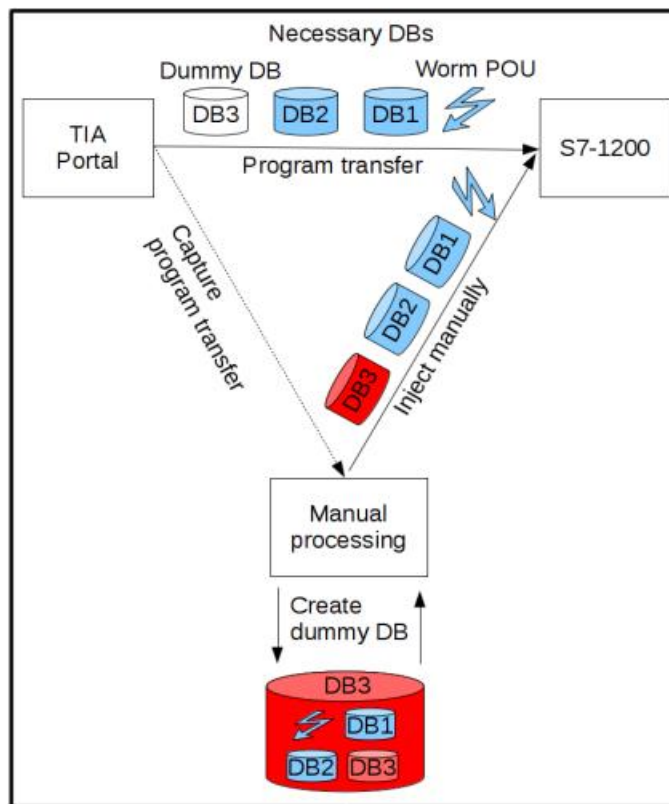 Necessary DBs
Dummy DB
Worm POU
DB3
DB2
DB1
TIA
Portal
S7-1200
Program transfer
Capture
program transfer
DB1
DB2
DB3
Inject manually
Manual
processing
Create
dummy DB
DB3
DB1
DB2
DB3